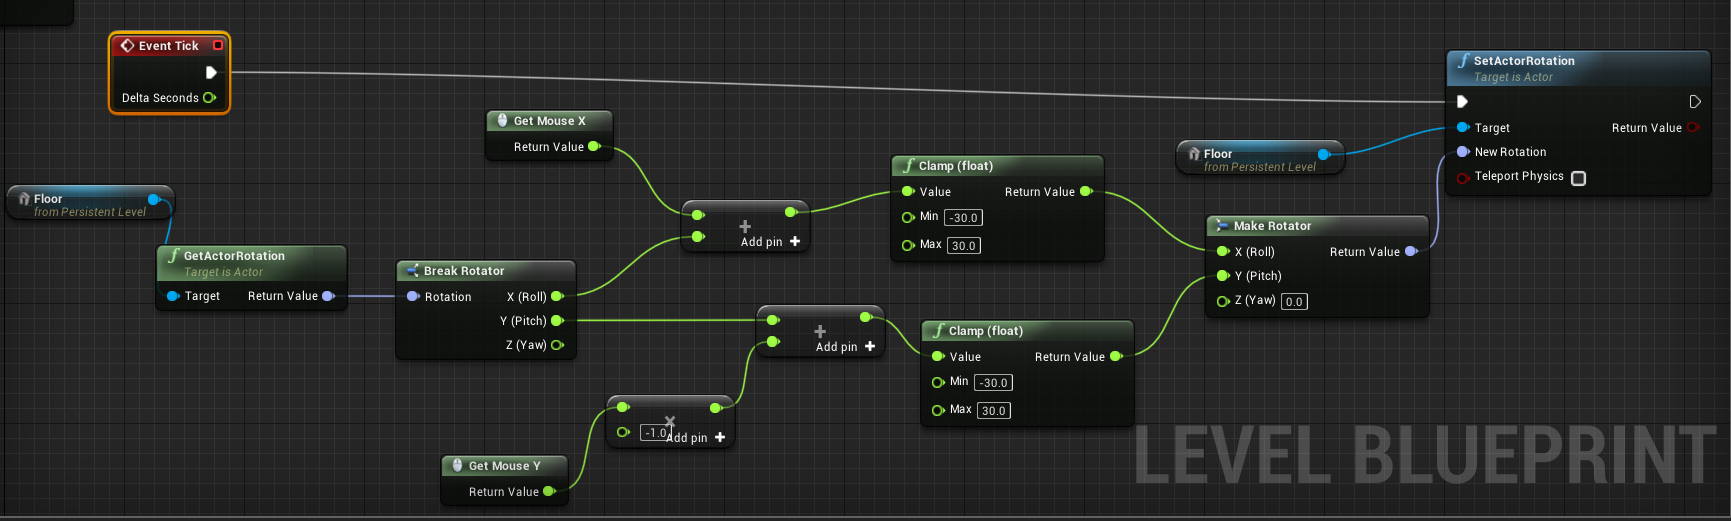 Event Tick
Delta Seconds
Get Mouse X
Return Value
Floor
from Persistent Level
GetActorRotation
Target is Actor
Target Return Value
Break Rotator
Rotation X (Roll)
Y (Pitch)
Z (Yaw)
Add pin
Clamp (float)
Value Return Value
Min -30.0
Max 30.0
Add pin
-1.0
Add pin
Get Mouse Y
Return Value
Clamp (float)
Value Return Value
Min -30.0
Max 30.0
Floor
from Persistent Level
Make Rotator
X (Roll) Return Value
Y (Pitch)
Z (Yaw) 0.0
SetActorRotation
Target is Actor
Target Return Value
New Rotation
Teleport Physics
LEVEL BLUEPRINT